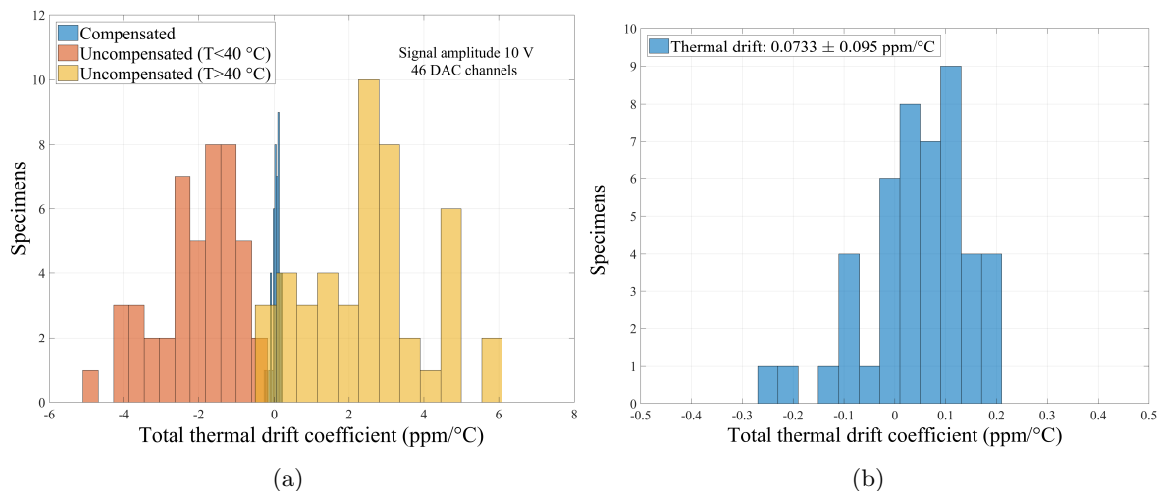 Compensated
Uncompensated (T<40 °C)
Uncompensated (T>40 °C)
Signal amplitude 10 V
46 DAC channels
12
10
8
6
4
2
0
Specimens
-6 -4 -2 0 2 4 6 8
Total thermal drift coefficient (ppm/°C)
(a)
Thermal drift: 0.0733 ± 0.095 ppm/°C
10
9
8
7
6
5
4
3
2
1
0
Specimens
-0.5 -0.3 -0.2 -0.1 0 0.1 0.2 0.3 0.4 0.5
Total thermal drift coefficient (ppm/°C)
(b)